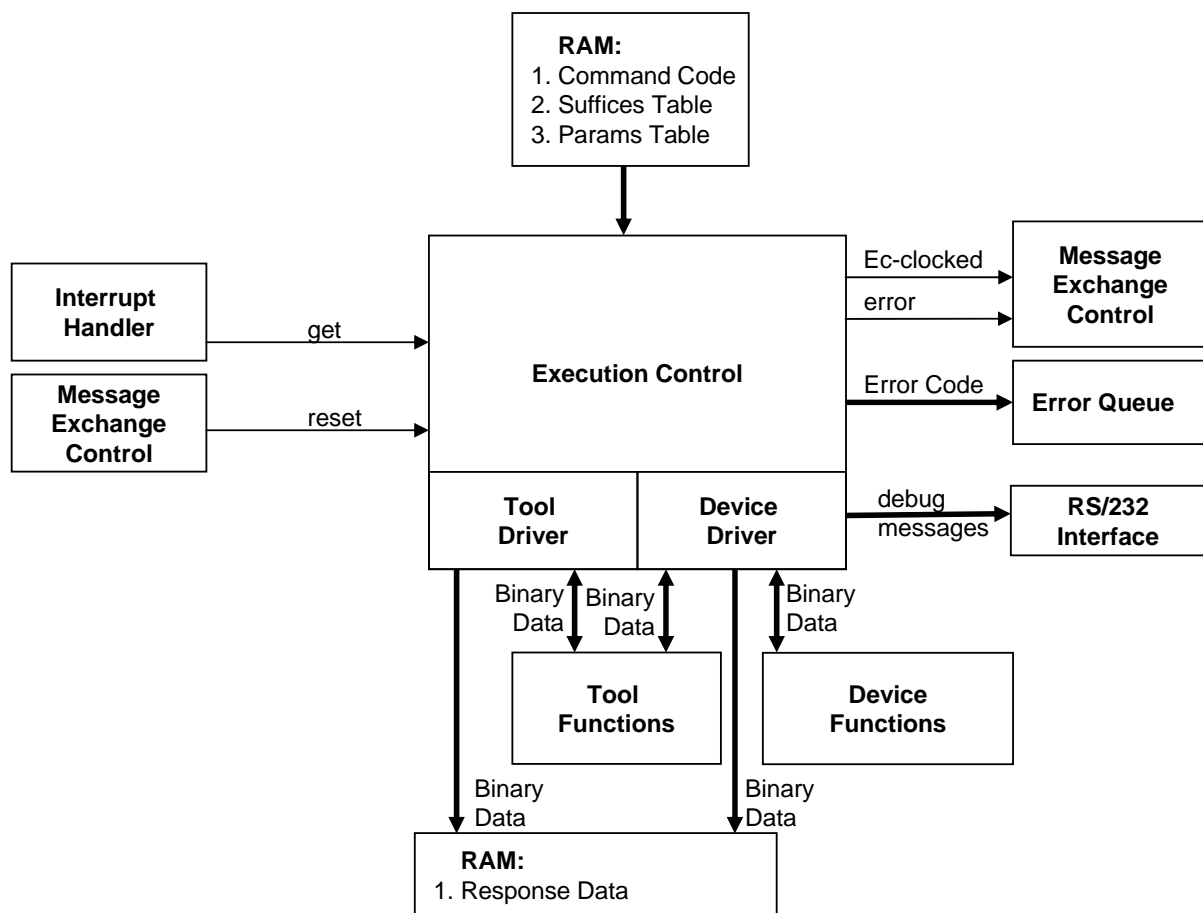 RAM:
1. Command Code
2. Suffices Table
3. Params Table
Interrupt
Handler
get
Message
Exchange
Control
reset
Execution Control
Ec-clocked
error
Message
Exchange
Control
Error Code
Error Queue
Tool
Driver
Device
Driver
debug
messages
RS/232
Interface
Binary
Data
Binary
Data
Binary
Data
Tool
Functions
Device
Functions
Binary
Data
Binary
Data
RAM:
1. Response Data